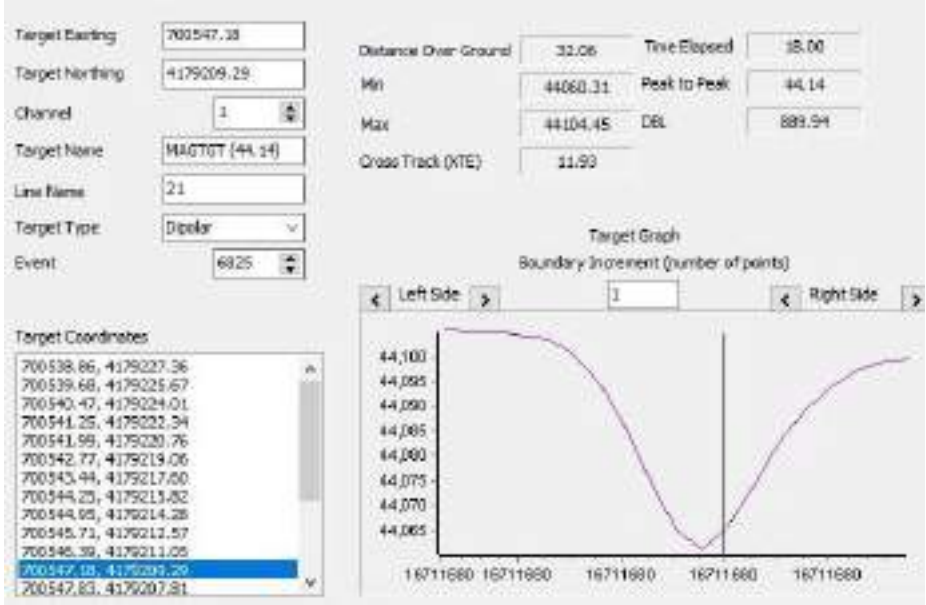 Target Easting 700547.18
Target Northing 4179209.29
Channel 1
Target Name MAGTGT (44.14)
Line Name 21
Target Type Dipolar
Event 6825
Distance Over Ground 32.06 Time Elapsed 18.00
Min 44060.31 Peak to Peak 44.14
Max 44104.45 DBL 889.94
Cross Track (XTE) 11.93
Target Graph
Boundary Increment (number of points)
< Left Side > 1 < Right Side >
Target Coordinates
700538.86, 4179227.36
700539.68, 4179225.67
700540.47, 4179224.01
700541.25, 4179222.34
700541.99, 4179220.76
700542.77, 4179219.06
700543.44, 4179217.60
700544.25, 4179215.82
700544.95, 4179214.28
700545.71, 4179212.57
700546.39, 4179211.05
700547.18, 4179209.29
700547.83, 4179207.81
44,100
44,095
44,090
44,085
44,080
44,075
44,070
44,065
16711680 16711680 16711680 16711680 16711680